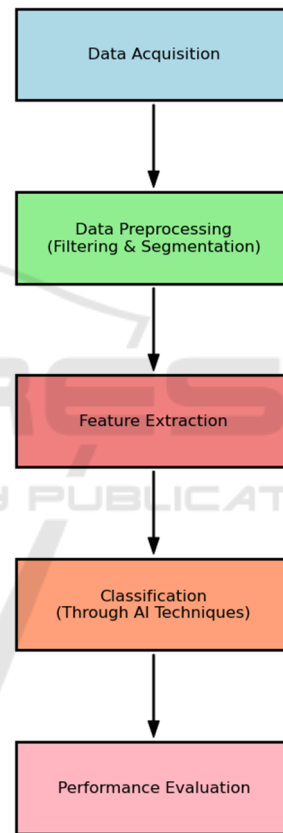 Data Acquisition
Data Preprocessing
(Filtering & Segmentation)
Feature Extraction
Classification
(Through AI Techniques)
Performance Evaluation